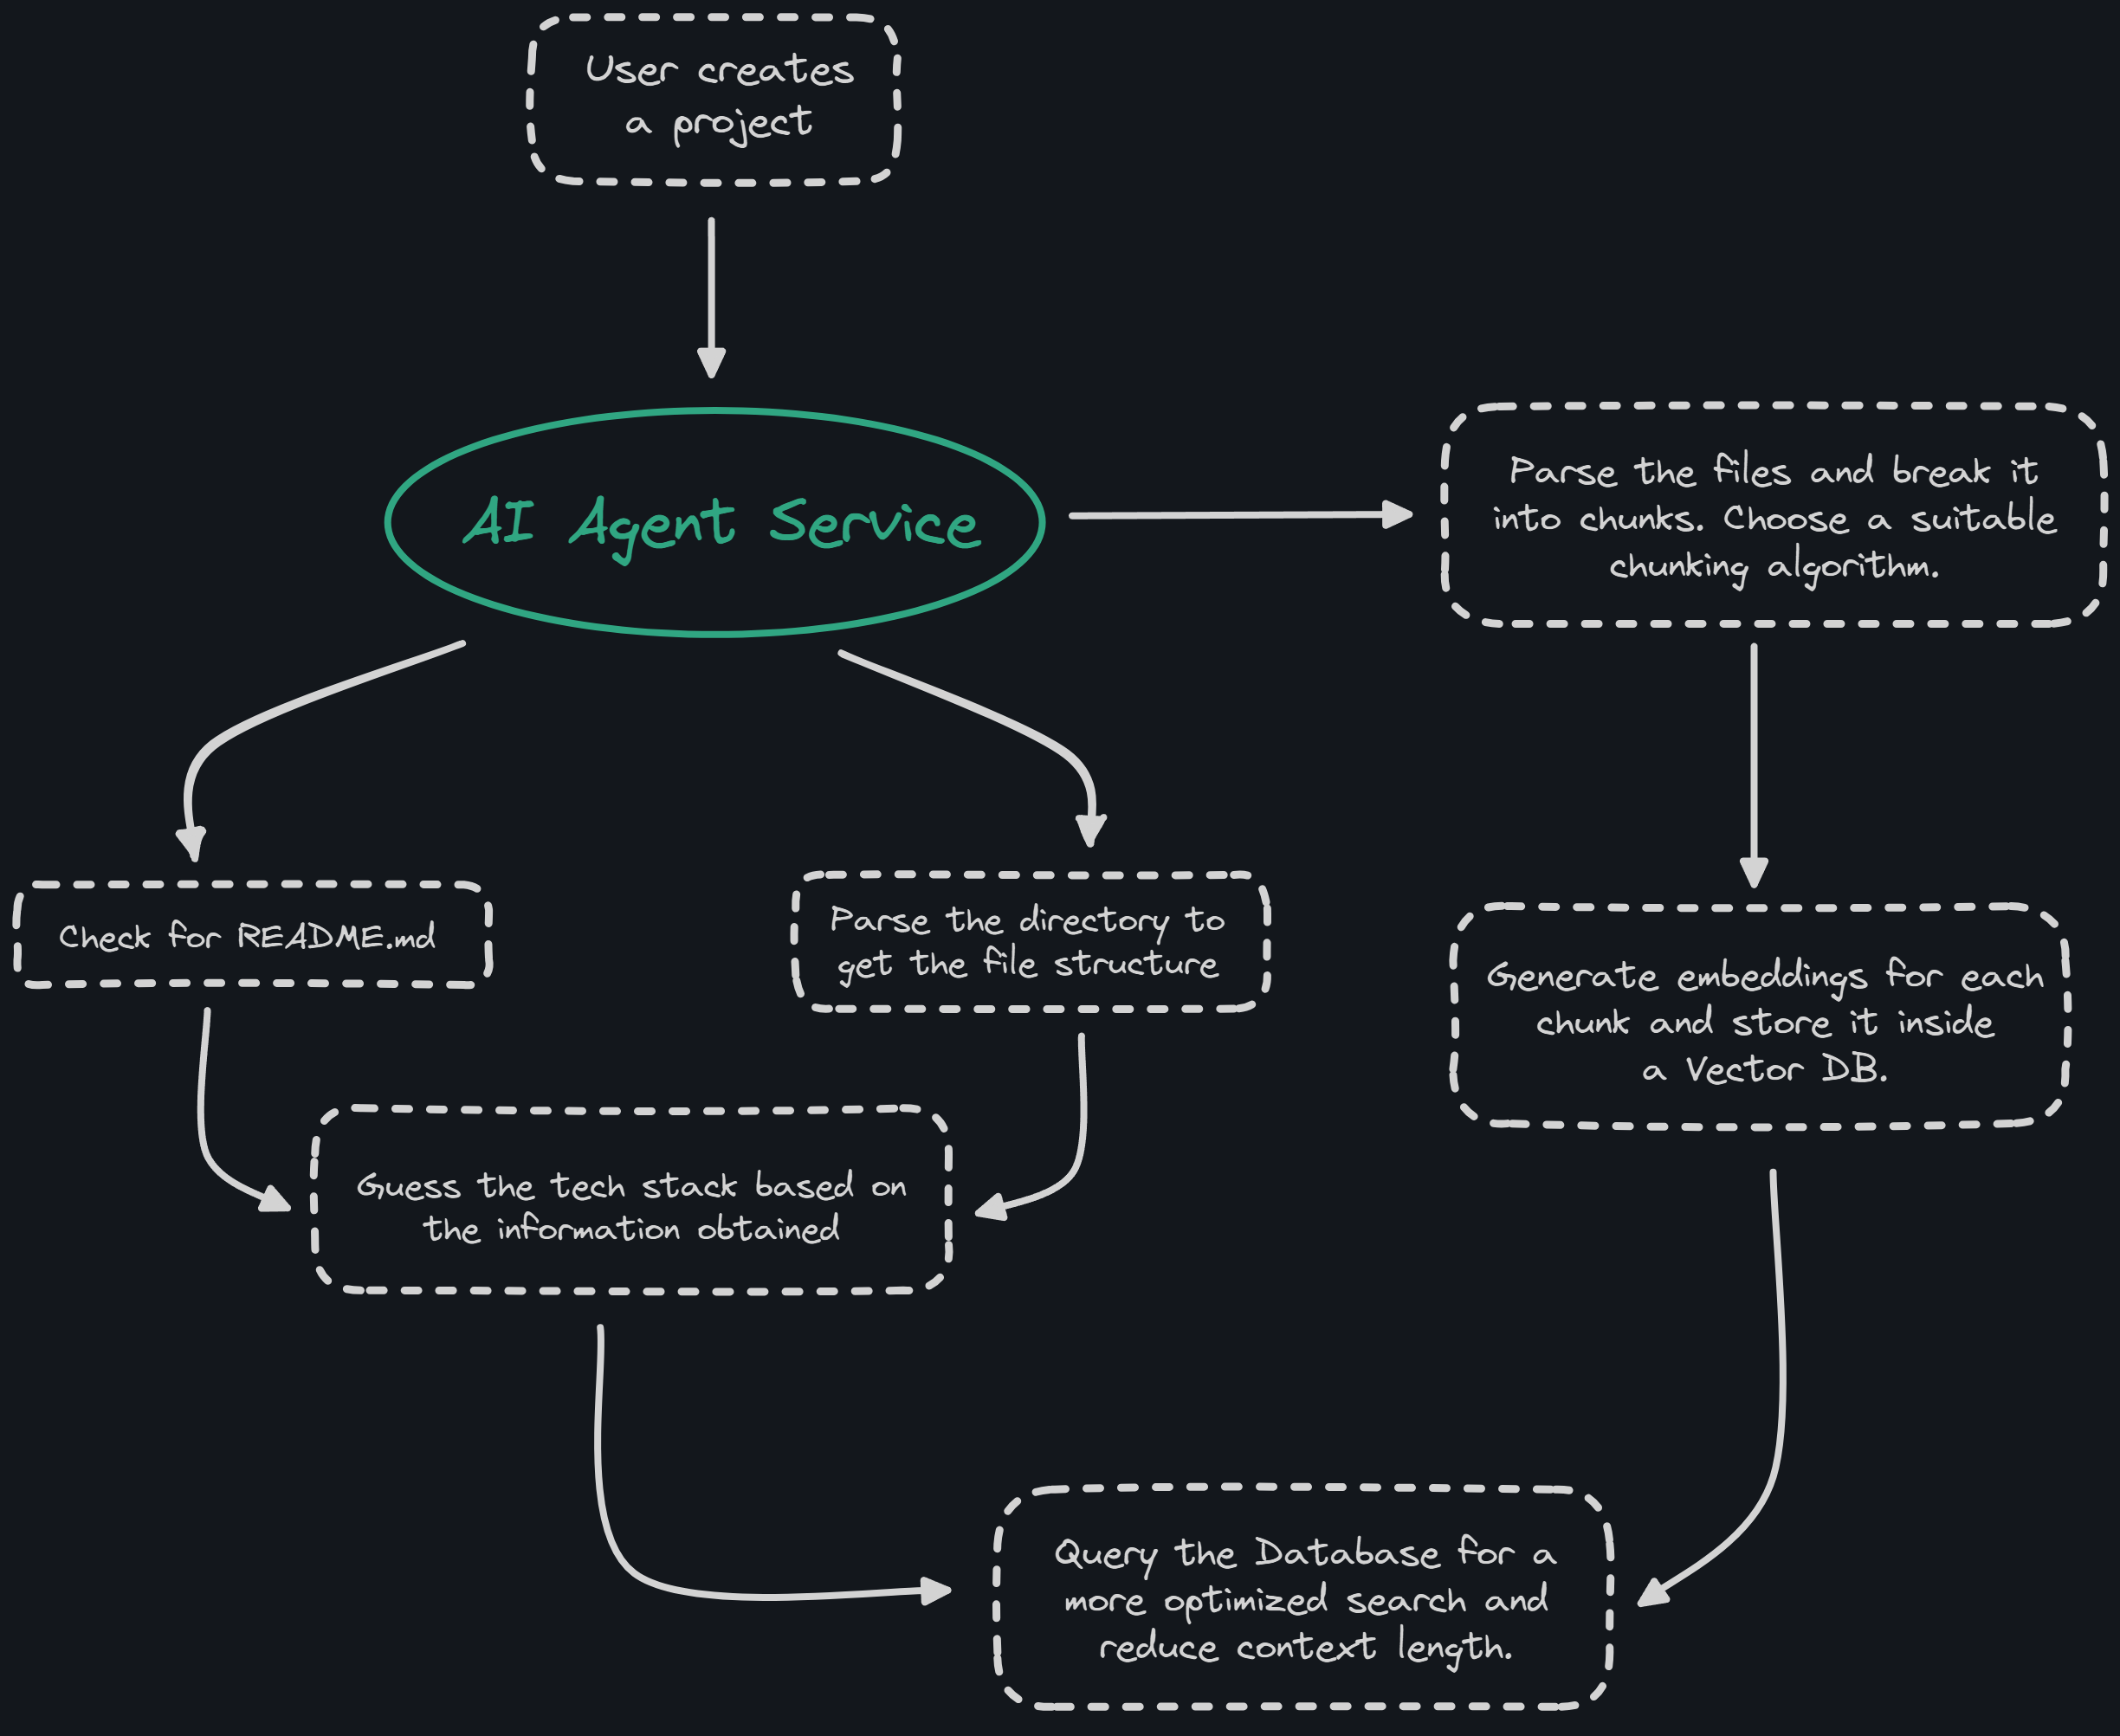 User creates
a project
AI Agent Service
Parse the files and break it
into chunks. Choose a suitable
chunking algorithm.
Check for README.md
Parse the directory to
get the file structure
Generate embeddings for each
chunk and store it inside
a Vector DB.
Guess the tech stack based on
the information obtained
Query the Database for a
more optimized search and
reduce context length.